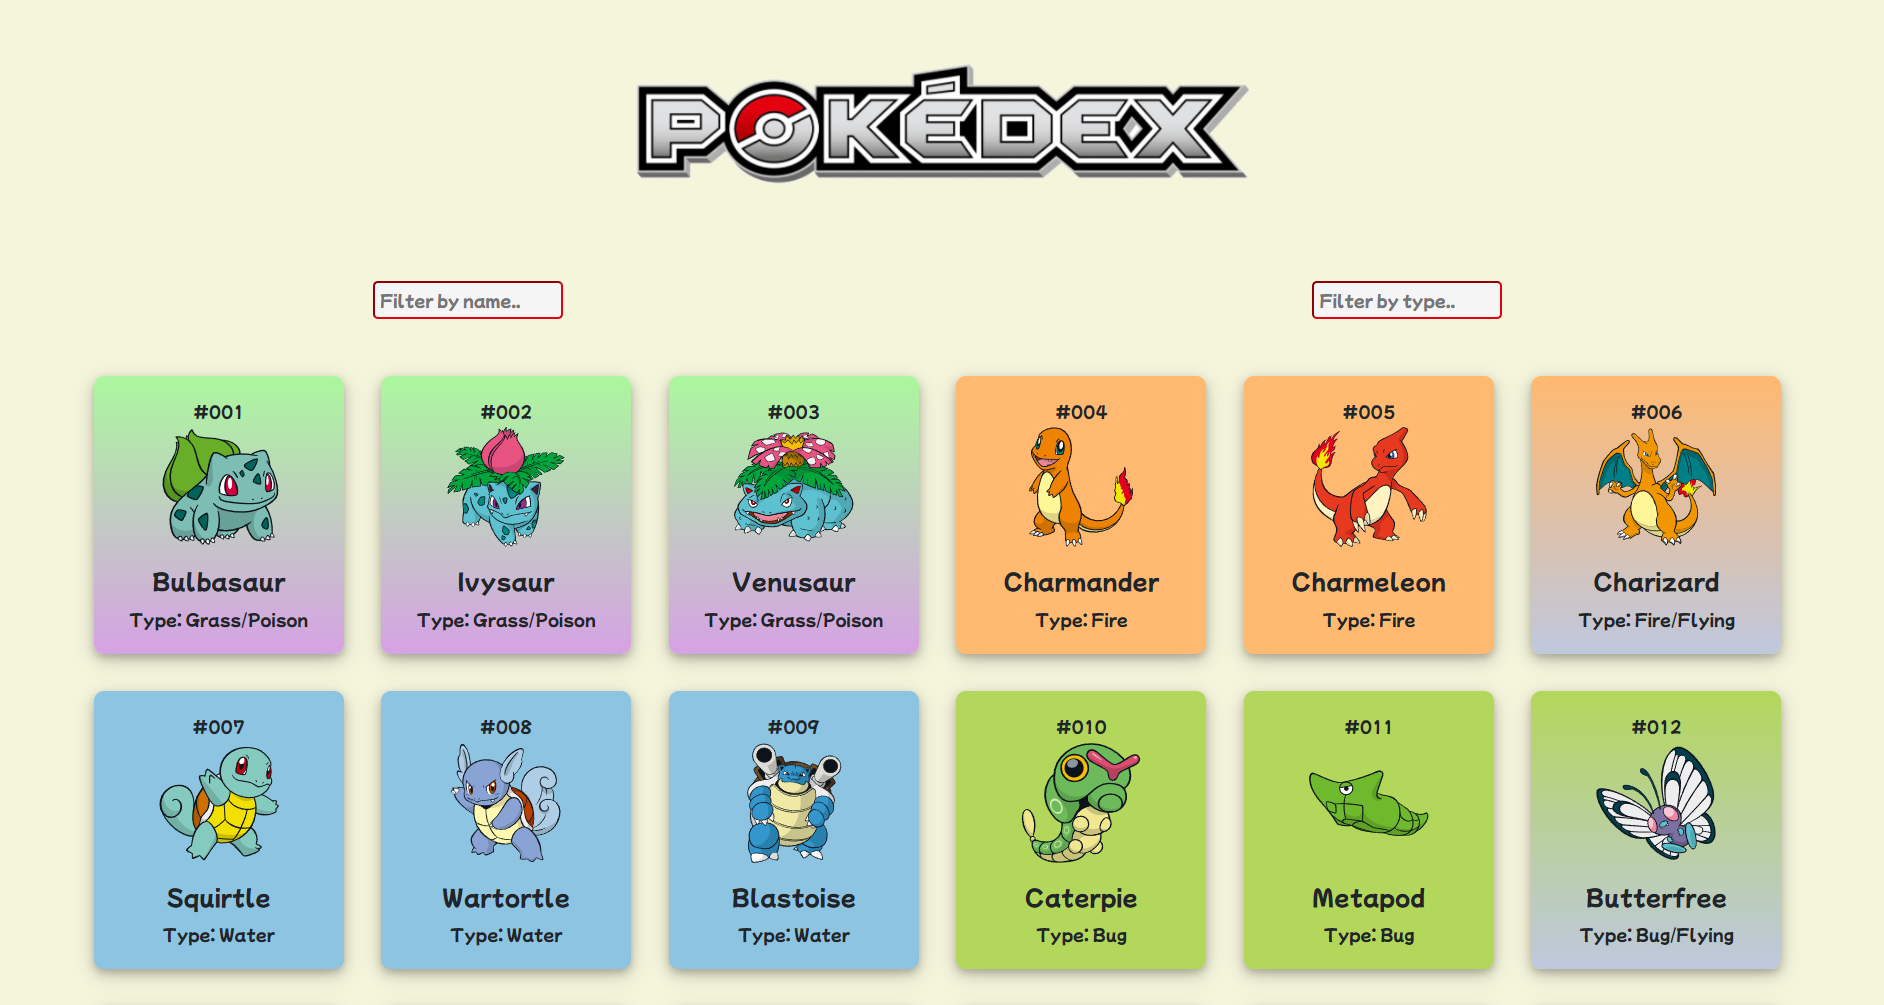 POKÉDEX
Filter by name..
Filter by type..
#001
Bulbasaur
Type: Grass/Poison
#002
Ivysaur
Type: Grass/Poison
#003
Venusaur
Type: Grass/Poison
#004
Charmander
Type: Fire
#005
Charmeleon
Type: Fire
#006
Charizard
Type: Fire/Flying
#007
Squirtle
Type: Water
#008
Wartortle
Type: Water
#009
Blastoise
Type: Water
#010
Caterpie
Type: Bug
#011
Metapod
Type: Bug
#012
Butterfree
Type: Bug/Flying